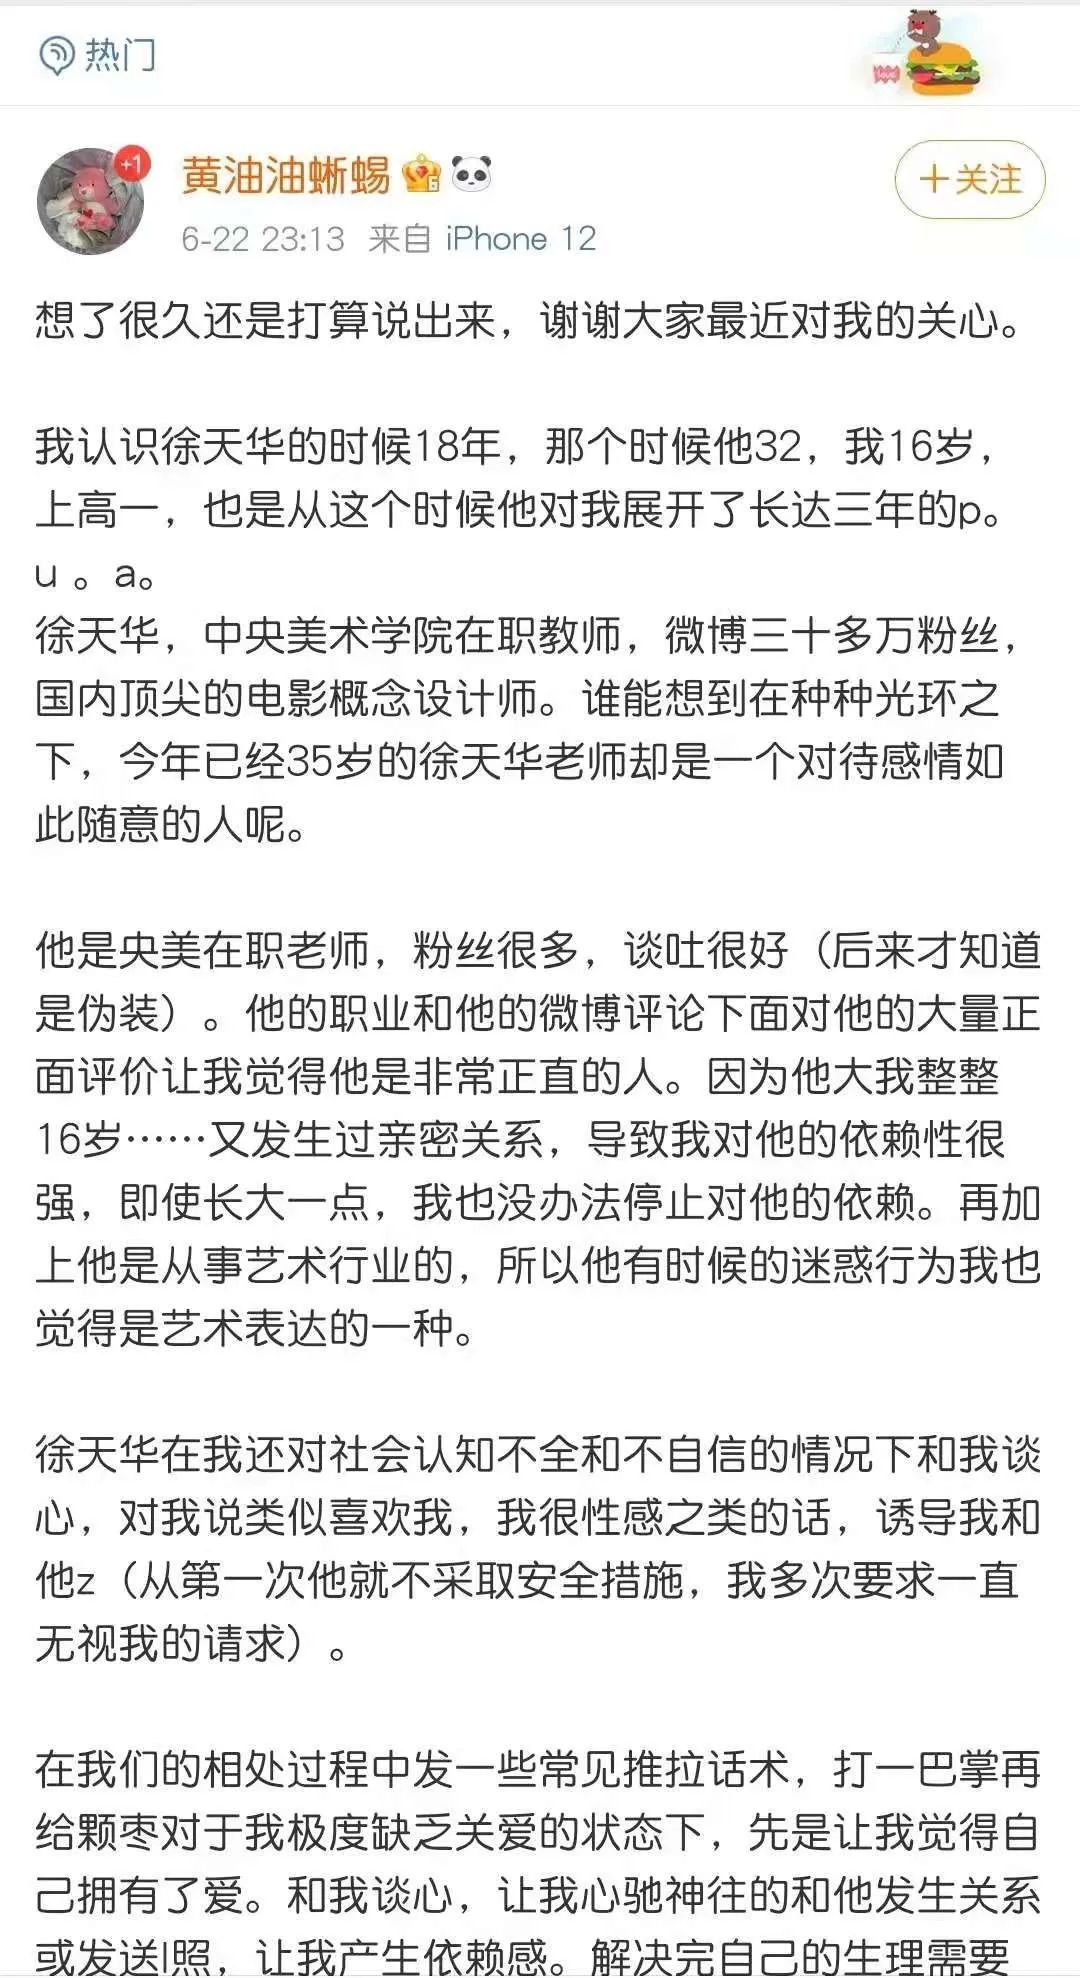 热门
+1
黄油油蜥蜴
6
+关注
6-22 23:13 来自 iPhone 12
love
想了很久还是打算说出来，谢谢大家最近对我的关心。
我认识徐天华的时候18年，那个时候他32，我16岁，
上高一，也是从这个时候他对我展开了长达三年的p。
u 。a。
徐天华，中央美术学院在职教师，微博三十多万粉丝，
国内顶尖的电影概念设计师。谁能想到在种种光环之
下，今年已经35岁的徐天华老师却是一个对待感情如
此随意的人呢。
他是央美在职老师，粉丝很多，谈吐很好（后来才知道
是伪装）。他的职业和他的微博评论下面对他的大量正
面评价让我觉得他是非常正直的人。因为他大我整整
16岁……又发生过亲密关系，导致我对他的依赖性很
强，即使长大一点，我也没办法停止对他的依赖。再加
上他是从事艺术行业的，所以他有时候的迷惑行为我也
觉得是艺术表达的一种。
徐天华在我还对社会认知不全和不自信的情况下和我谈
心，对我说类似喜欢我，我很性感之类的话，诱导我和
他z（从第一次他就不采取安全措施，我多次要求一直
无视我的请求）。
在我们的相处过程中发一些常见推拉话术，打一巴掌再
给颗枣对于我极度缺乏关爱的状态下，先是让我觉得自
己拥有了爱。和我谈心，让我心驰神往的和他发生关系
或发送l照，让我产生依赖感。解决完自己的生理需要